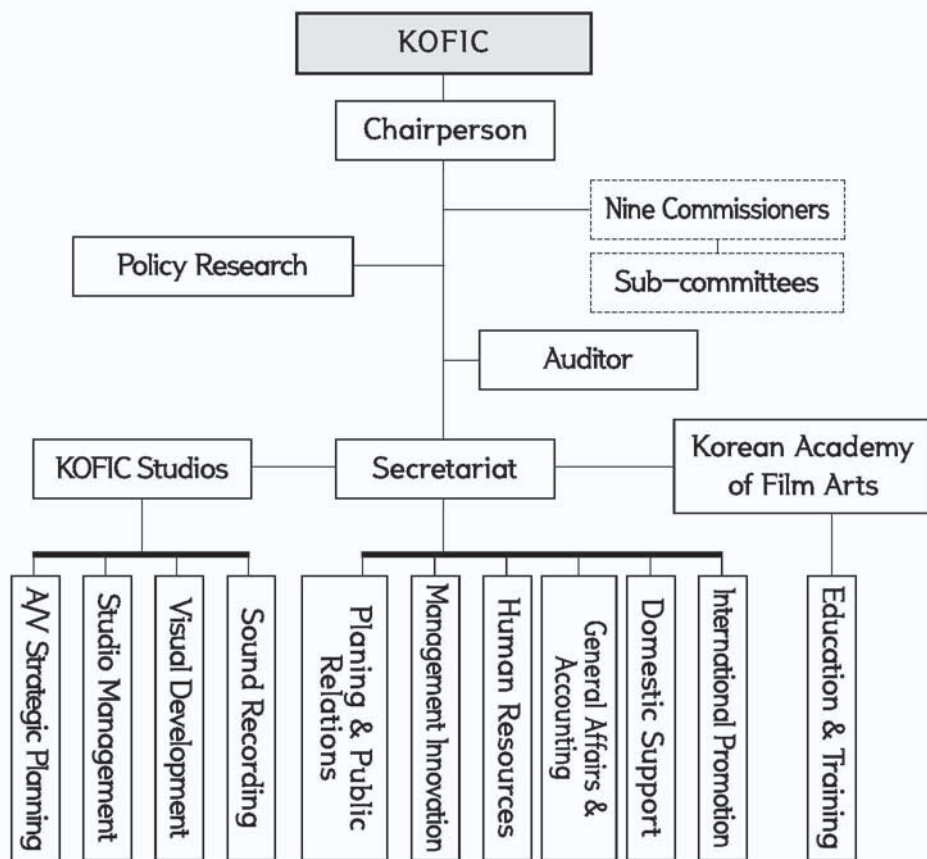 KOFIC
Chairperson
Nine Commissioners
Policy Research
Sub-committees
Auditor
KOFIC Studios
Secretariat
Korean Academy
of Film Arts
A/V Strategic Planning
Studio Management
Visual Development
Sound Recording
Planing & Public
Relations
Management Innovation
Human Resources
General Affairs &
Accounting
Domestic Support
International Promotion
Education & Training